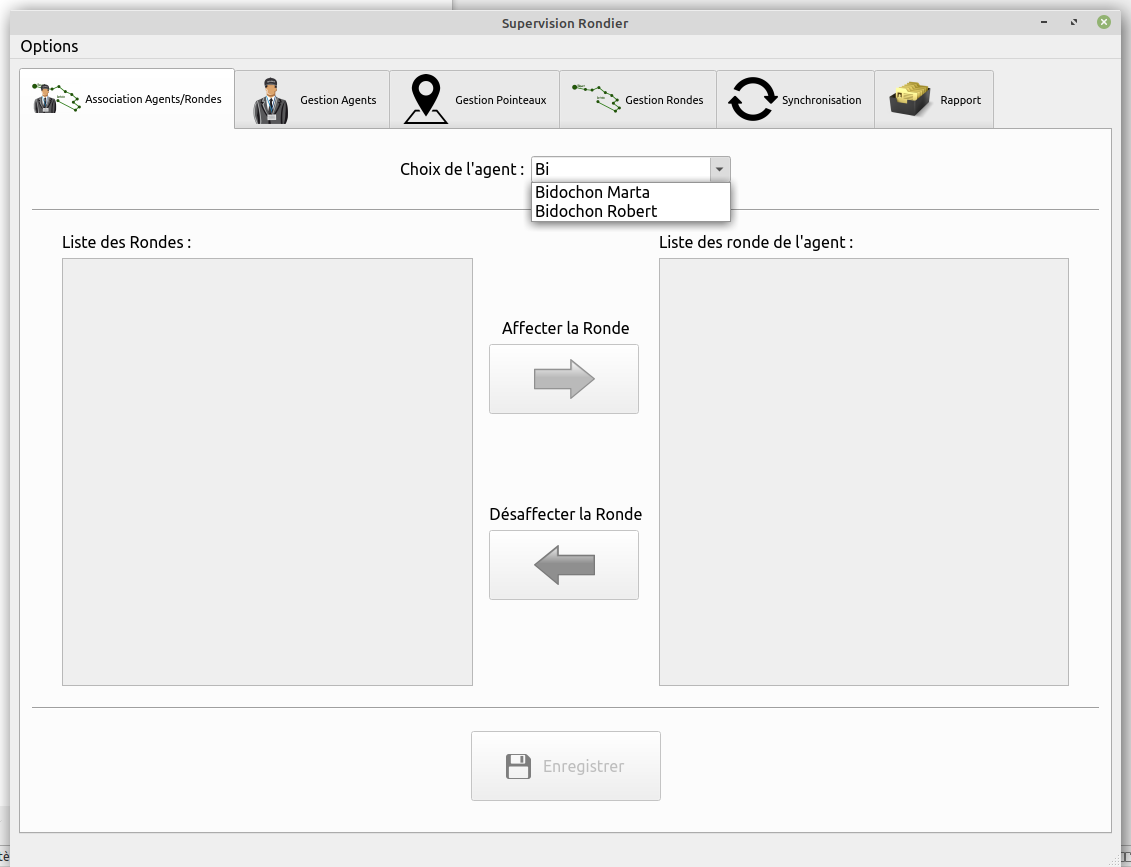 Supervision Rondier
Options
Association Agents/Rondes
Gestion Agents
Gestion Pointeaux
Gestion Rondes
Synchronisation
Rapport
Choix de l'agent : Bi
Bidochon Marta
Bidochon Robert
Liste des Rondes :
Liste des ronde de l'agent :
Affecter la Ronde
Désaffecter la Ronde
Enregistrer